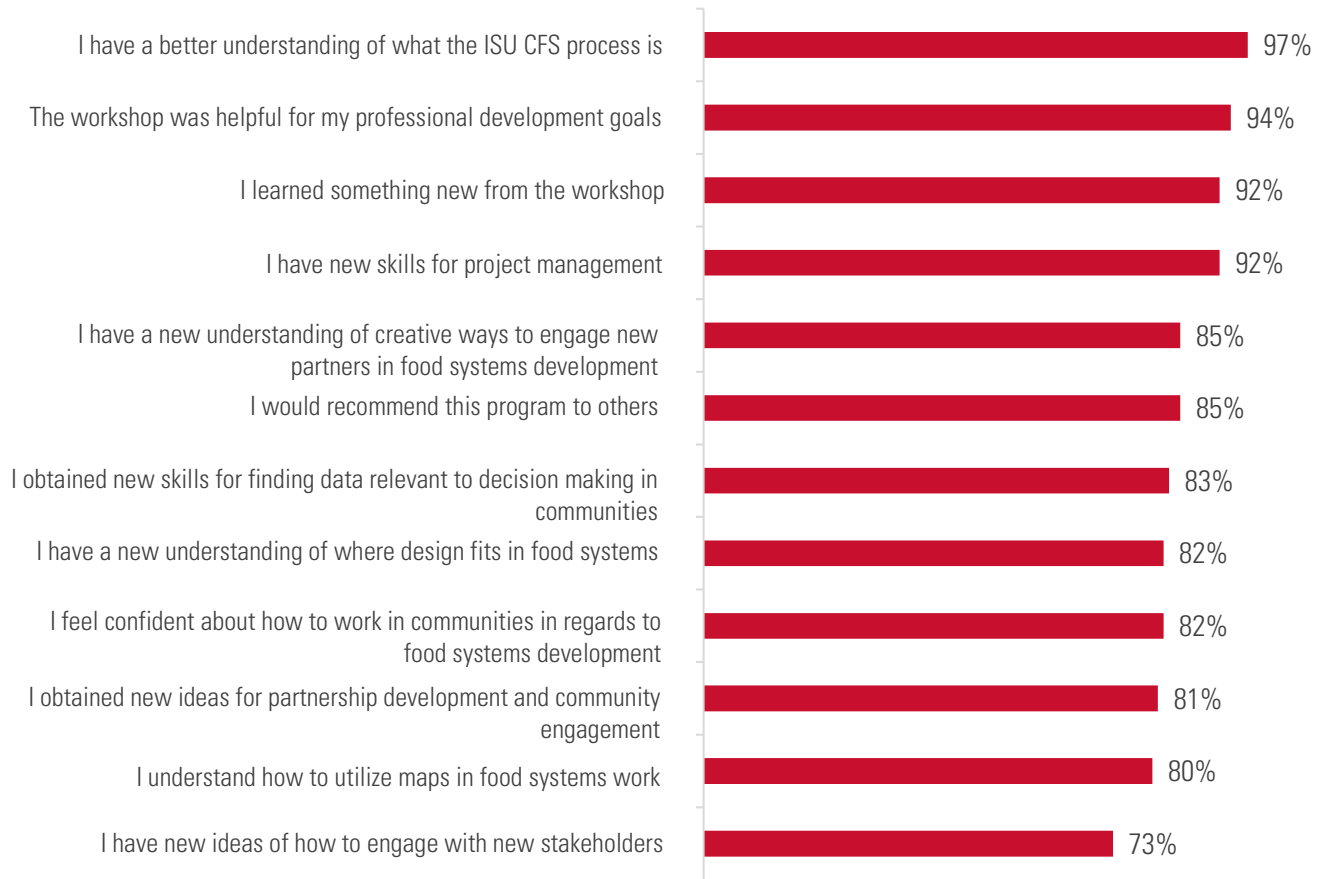 I have a better understanding of what the ISU CFS process is
97%
The workshop was helpful for my professional development goals
94%
I learned something new from the workshop
92%
I have new skills for project management
92%
I have a new understanding of creative ways to engage new
partners in food systems development
85%
I would recommend this program to others
85%
I obtained new skills for finding data relevant to decision making in
communities
83%
I have a new understanding of where design fits in food systems
82%
I feel confident about how to work in communities in regards to
food systems development
82%
I obtained new ideas for partnership development and community
engagement
81%
I understand how to utilize maps in food systems work
80%
I have new ideas of how to engage with new stakeholders
73%